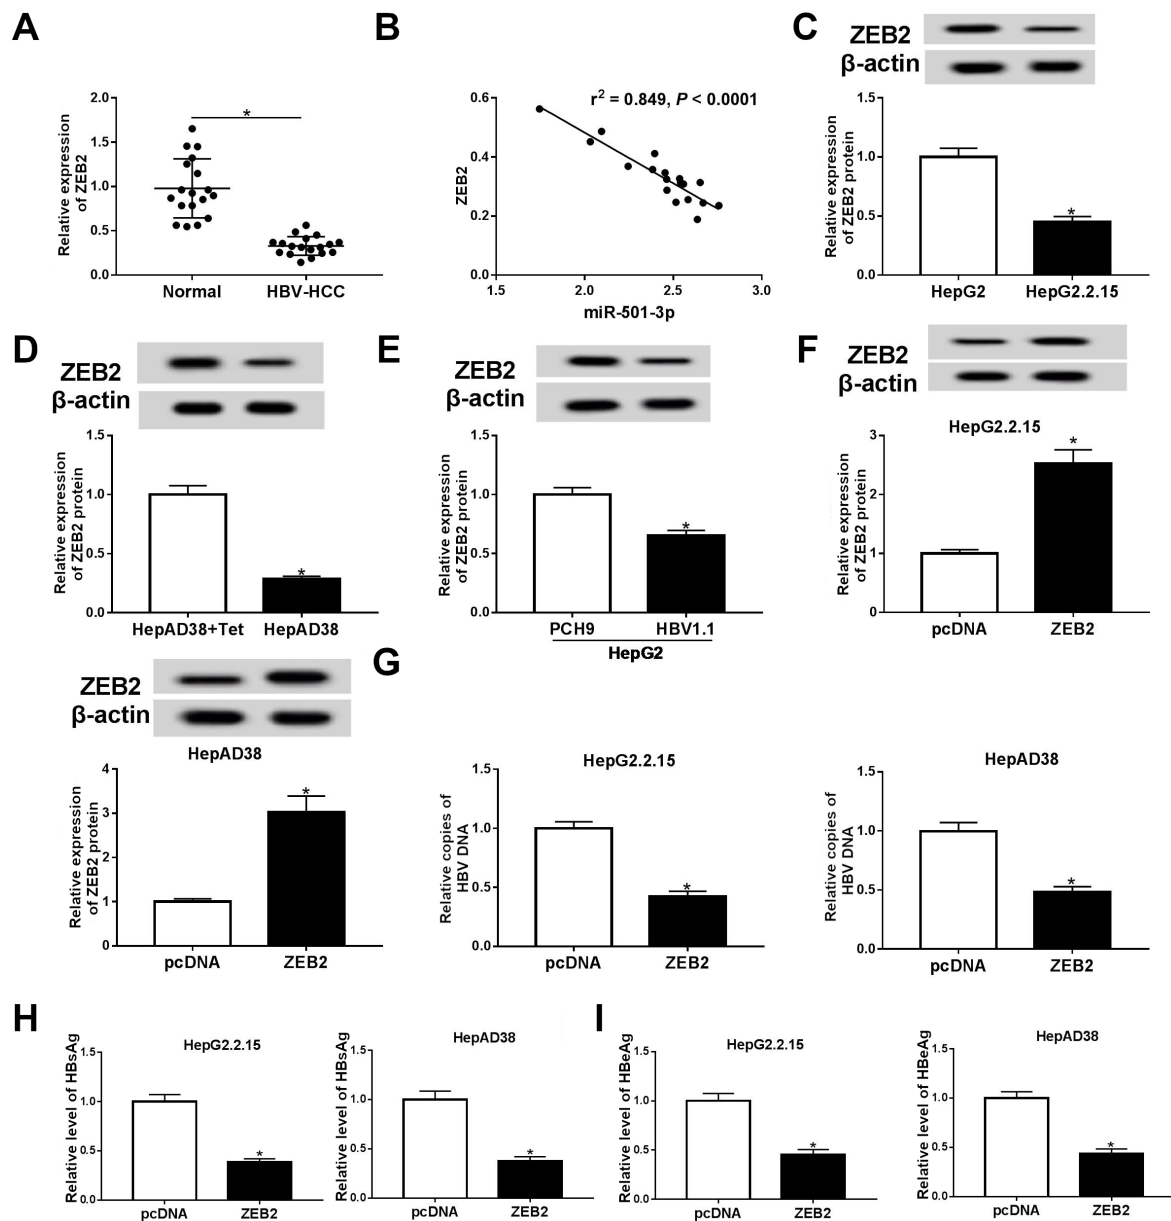 A
Relative expression
of ZEB2
2.0
1.5
1.0
0.5
0.0
*
Normal HBV-HCC
B
ZEB2
0.6
0.4
0.2
0.0
r² = 0.849, P < 0.0001
1.5 2.0 2.5 3.0
miR-501-3p
C
ZEB2
β-actin
Relative expression
of ZEB2 protein
1.5
1.0
0.5
0.0
*
HepG2 HepG2.2.15
D
ZEB2
β-actin
Relative expression
of ZEB2 protein
1.5
1.0
0.5
0.0
*
HepAD38+Tet HepAD38
E
ZEB2
β-actin
Relative expression
of ZEB2 protein
1.5
1.0
0.5
0.0
*
PCH9 HBV1.1
HepG2
F
ZEB2
β-actin
HepG2.2.15
Relative expression
of ZEB2 protein
3
2
1
0
*
pcDNA ZEB2
ZEB2
β-actin
HepAD38
Relative expression
of ZEB2 protein
4
3
2
1
0
*
pcDNA ZEB2
G
HepG2.2.15
Relative copies of
HBV DNA
1.5
1.0
0.5
0.0
*
pcDNA ZEB2
HepAD38
Relative copies of
HBV DNA
1.5
1.0
0.5
0.0
*
pcDNA ZEB2
H
HepG2.2.15
Relative level of HBsAg
1.5
1.0
0.5
0.0
*
pcDNA ZEB2
HepAD38
Relative level of HBsAg
1.5
1.0
0.5
0.0
*
pcDNA ZEB2
I
HepG2.2.15
Relative level of HBeAg
1.5
1.0
0.5
0.0
*
pcDNA ZEB2
HepAD38
Relative level of HBeAg
1.5
1.0
0.5
0.0
*
pcDNA ZEB2